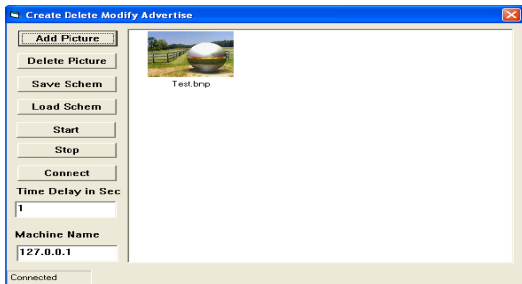 Create Delete Modify Advertise
Add Picture
Delete Picture
Save Schem
Load Schem
Start
Stop
Connect
Time Delay in Sec
1
Machine Name
127.0.0.1
Test.bnp
Connected